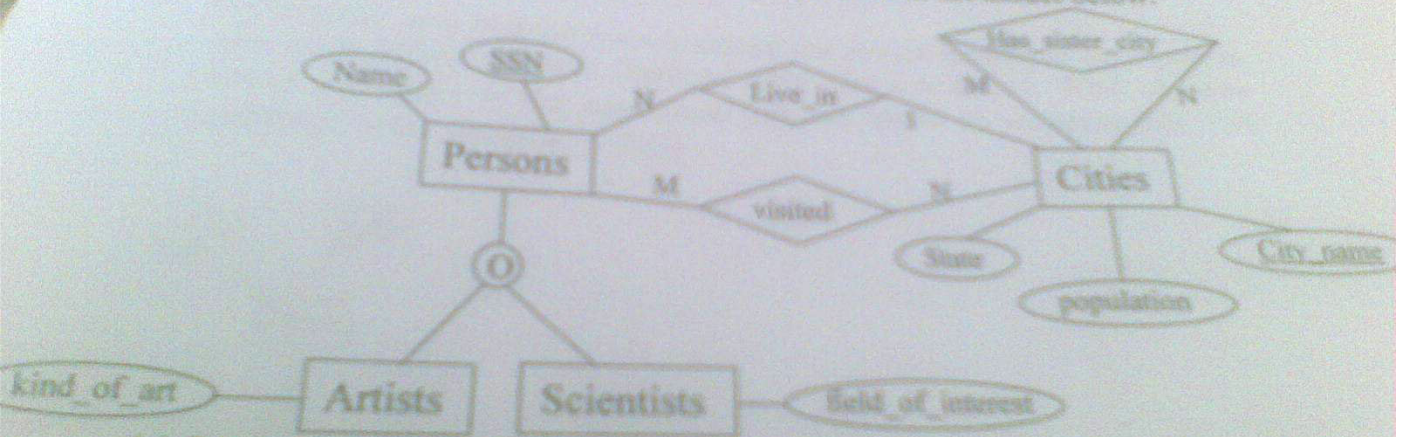 Has_sister_city
Name
SSN
N
Live_in
1
M
N
Persons
Cities
M
visited
N
State
City_name
population
O
kind_of_art
Artists
Scientists
field_of_interest